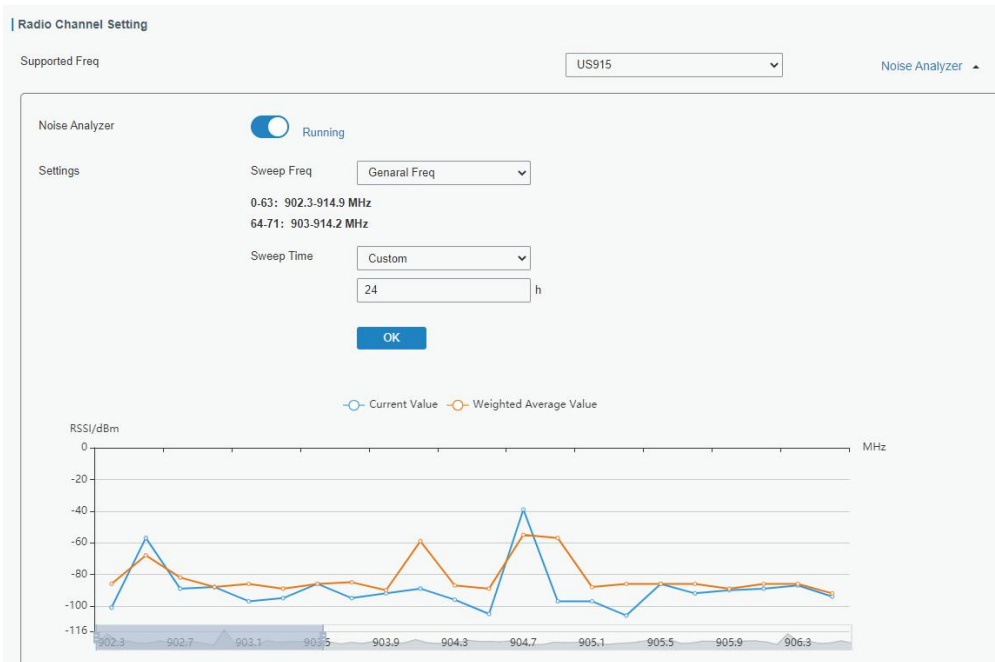 Radio Channel Setting
Supported Freq US915 Noise Analyzer
Noise Analyzer Running
Settings Sweep Freq Genaral Freq
0-63: 902.3-914.9 MHz
64-71: 903-914.2 MHz
Sweep Time Custom
24 h
OK
Current Value Weighted Average Value
RSSI/dBm
0 MHz
-20
-40
-60
-80
-100
-116
902.3 902.7 903.1 903.5 903.9 904.3 904.7 905.1 905.5 905.9 906.3